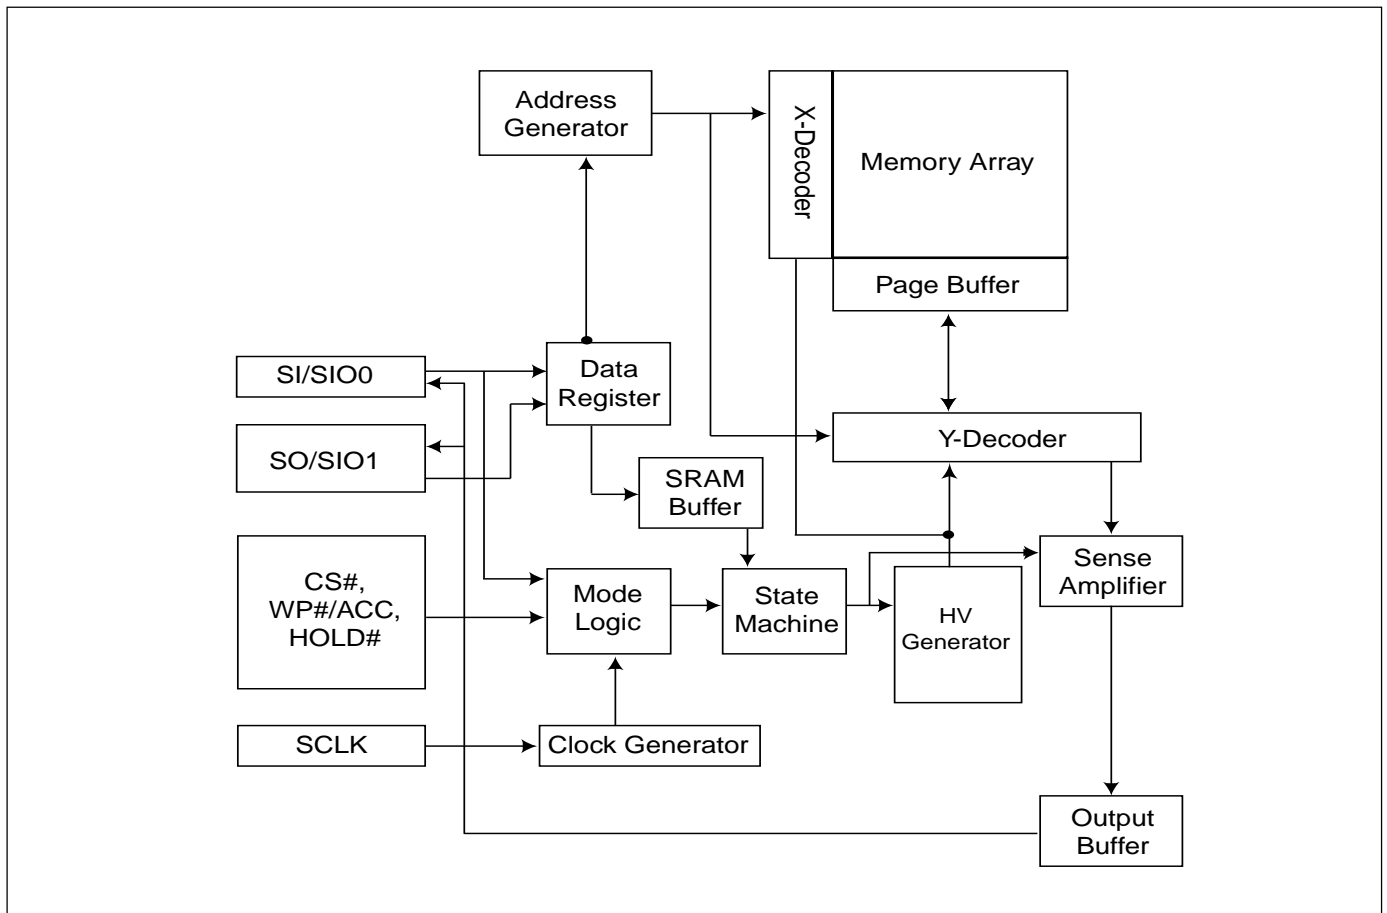 Address
Generator
X-Decoder
Memory Array
Page Buffer
SI/SIO0
Data
Register
SO/SIO1
Y-Decoder
SRAM
Buffer
CS#,
WP#/ACC,
HOLD#
Mode
Logic
State
Machine
HV
Generator
Sense
Amplifier
SCLK
Clock Generator
Output
Buffer